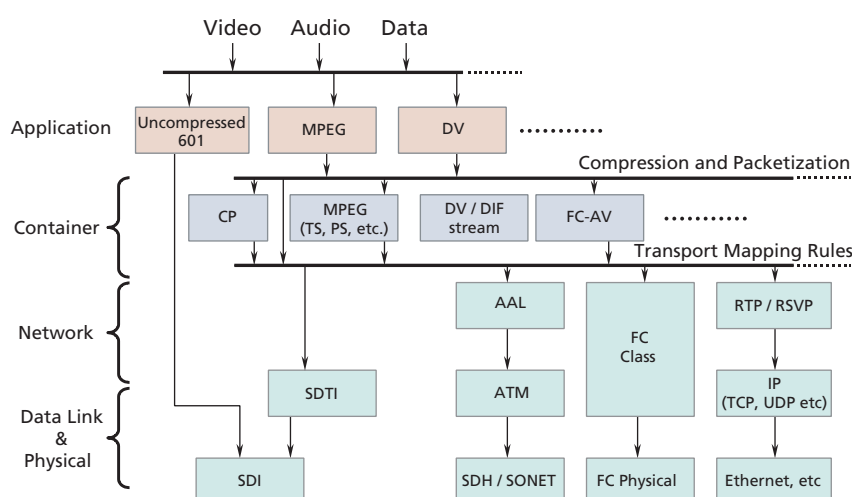 Video Audio Data
Application
Uncompressed
601
MPEG
DV
............
Compression and Packetization
Container
CP
MPEG
(TS, PS, etc.)
DV / DIF
stream
FC-AV
............
Transport Mapping Rules
Network
AAL
FC
Class
RTP / RSVP
SDTI
ATM
IP
(TCP, UDP etc)
Data Link
&
Physical
SDI
SDH / SONET
FC Physical
Ethernet, etc